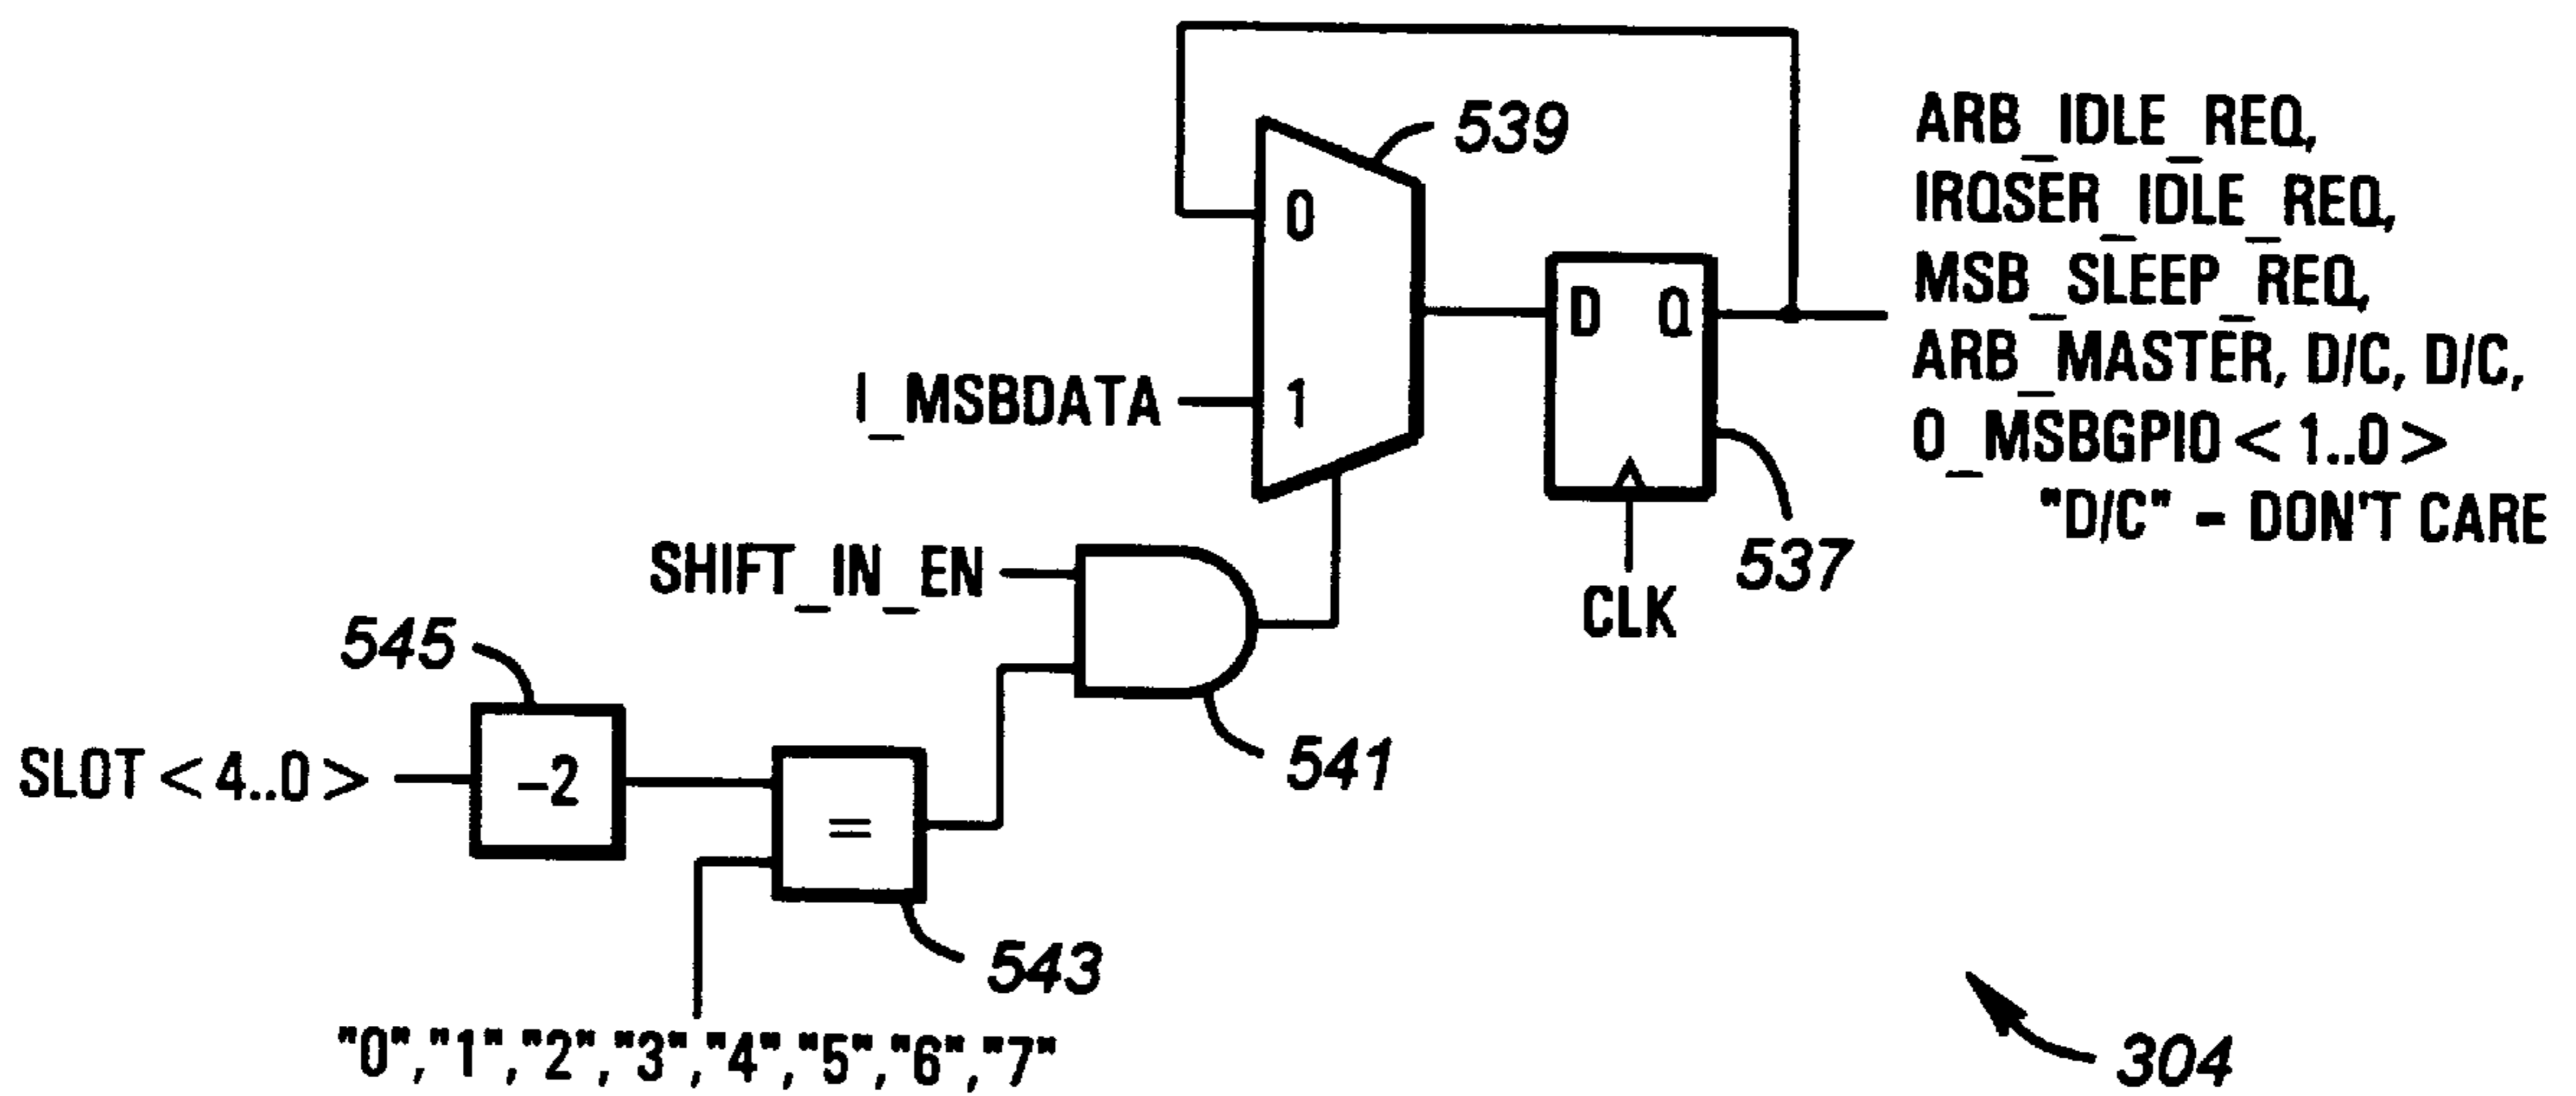 539
0
1
I_MSBDATA
D Q
CLK
537
ARB_IDLE_REQ,
IRQSER_IDLE_REQ,
MSB_SLEEP_REQ,
ARB_MASTER, D/C, D/C,
O_MSBGPIO<1..0>
"D/C" = DON'T CARE
SHIFT_IN_EN
541
545
SLOT<4..0>
-2
=
543
"0","1","2","3","4","5","6","7"
304